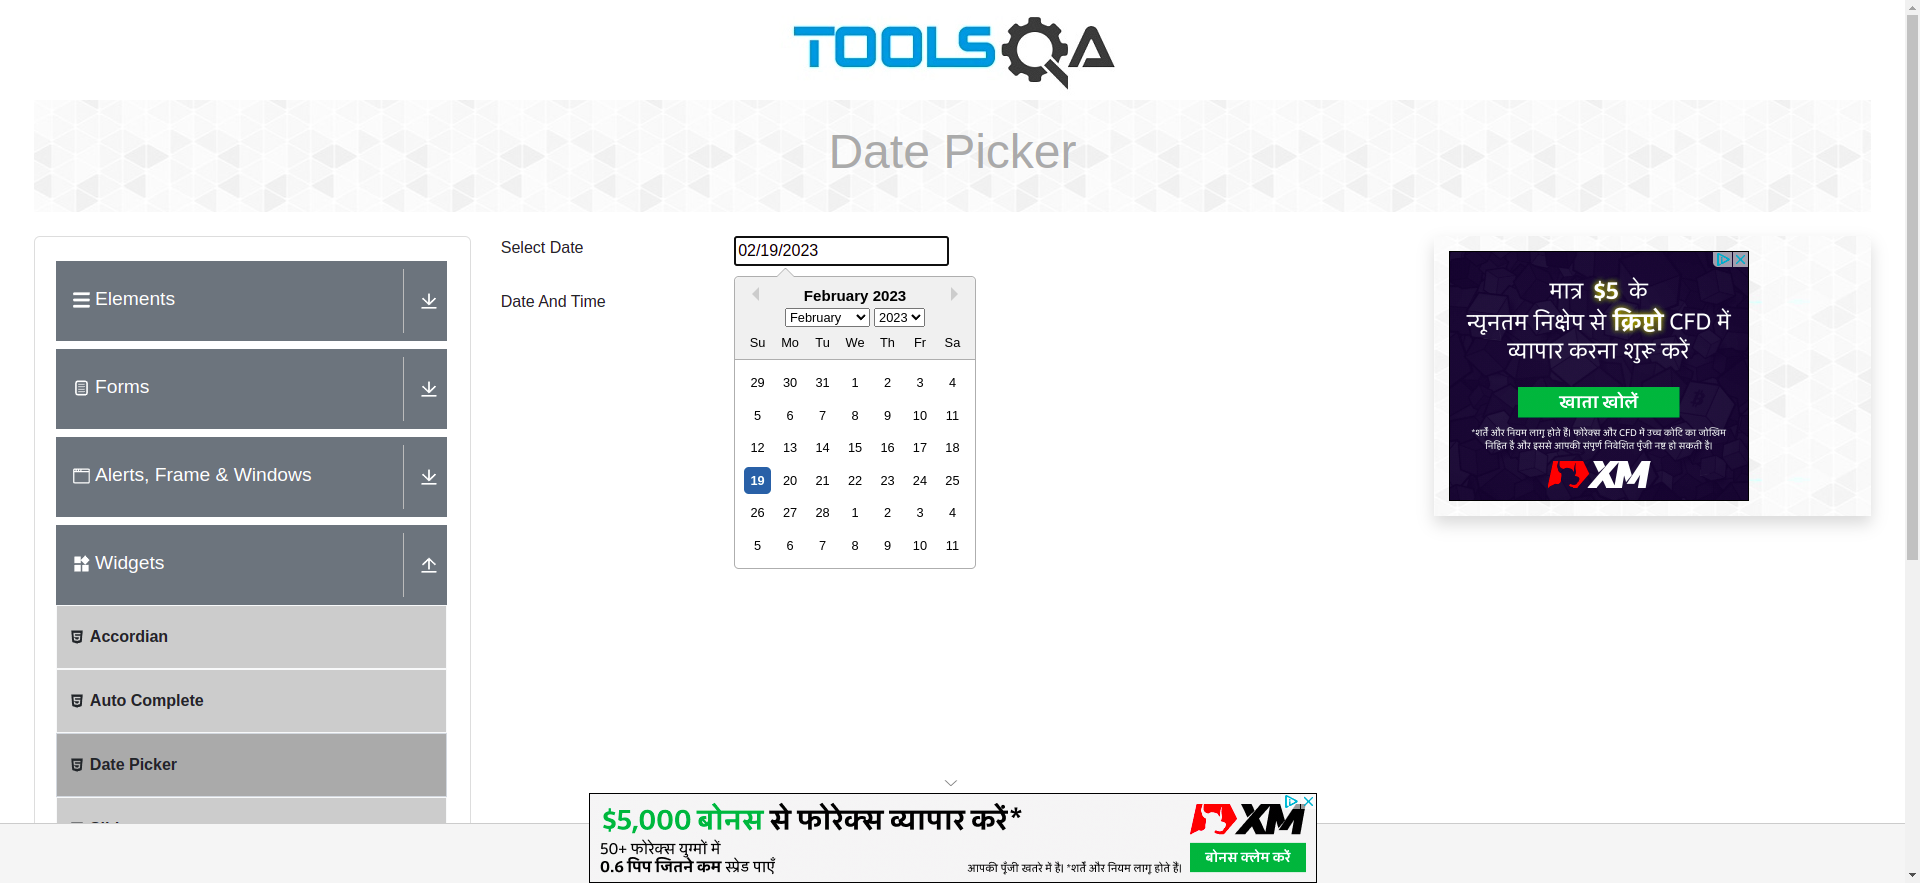 TOOLSQA
Date Picker
Elements
Forms
Alerts, Frame & Windows
Widgets
Accordian
Auto Complete
Date Picker
Select Date
02/19/2023
Date And Time
February 2023
February 2023
Su Mo Tu We Th Fr Sa
29 30 31 1 2 3 4
5 6 7 8 9 10 11
12 13 14 15 16 17 18
19 20 21 22 23 24 25
26 27 28 1 2 3 4
5 6 7 8 9 10 11
मात्र $5 के
न्यूनतम निक्षेप से क्रिप्टो CFD में
व्यापार करना शुरू करें
खाता खोलें
*शर्तें और नियम लागू होते हैं। फोरेक्स और CFD में उच्च कोटि का जोखिम
निहित है और इससे आपकी संपूर्ण निवेशित पूँजी नष्ट हो सकती है।
XM
$5,000 बोनस से फोरेक्स व्यापार करें*
50+ फोरेक्स युग्मों में
0.6 पिप जितने कम स्प्रेड पाएँ
आपकी पूँजी खतरे में है। *शर्तें और नियम लागू होते हैं।
XM
बोनस क्लेम करें